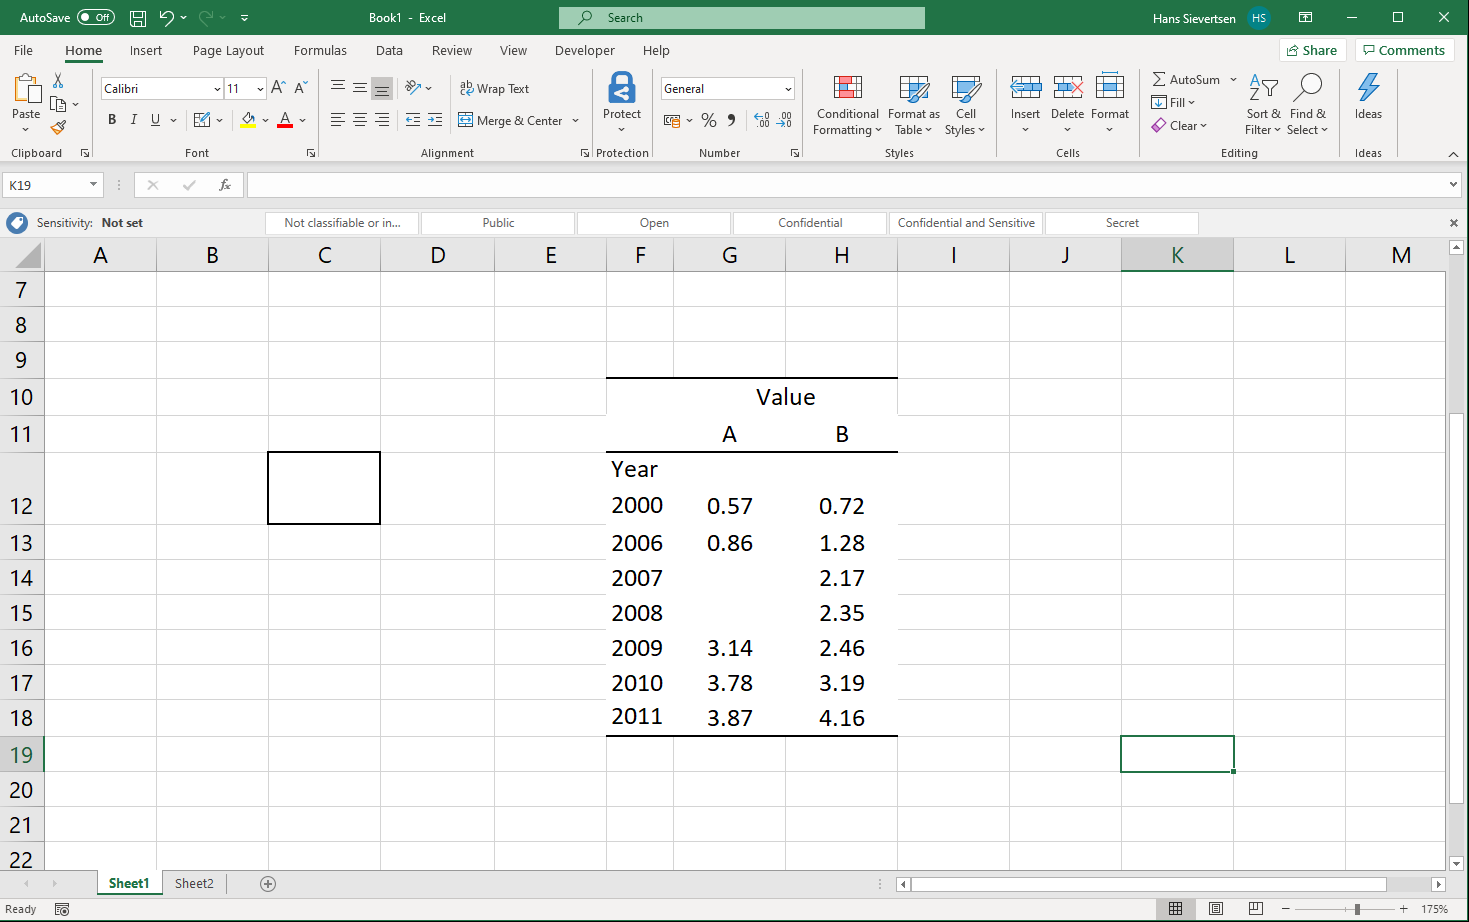 AutoSave Off Book1 - Excel Search Hans Sievertsen HS
File Home Insert Page Layout Formulas Data Review View Developer Help Share Comments
Paste Calibri 11 ab Wrap Text Protect General Conditional Formatting Format as Table Cell Styles Insert Delete Format AutoSum Fill Clear Sort & Filter Find & Select Ideas
B I U A Merge & Center % 9
Clipboard Font Alignment Protection Number Styles Cells Editing Ideas
K19 fx
Sensitivity: Not set Not classifiable or in... Public Open Confidential Confidential and Sensitive Secret
A B C D E F G H I J K L M
7
8
9
10 Value
11 A B
Year
12 2000 0.57 0.72
13 2006 0.86 1.28
14 2007 2.17
15 2008 2.35
16 2009 3.14 2.46
17 2010 3.78 3.19
18 2011 3.87 4.16
19
20
21
22
Sheet1 Sheet2
Ready 175%